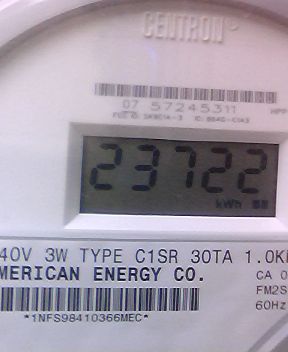 CENTRON
07 57245311
23722
kWh
40V 3W TYPE C1SR 30TA 1.0K
MERICAN ENERGY CO.
CA 0
FM2S
60Hz
*1NFS98410366MEC*